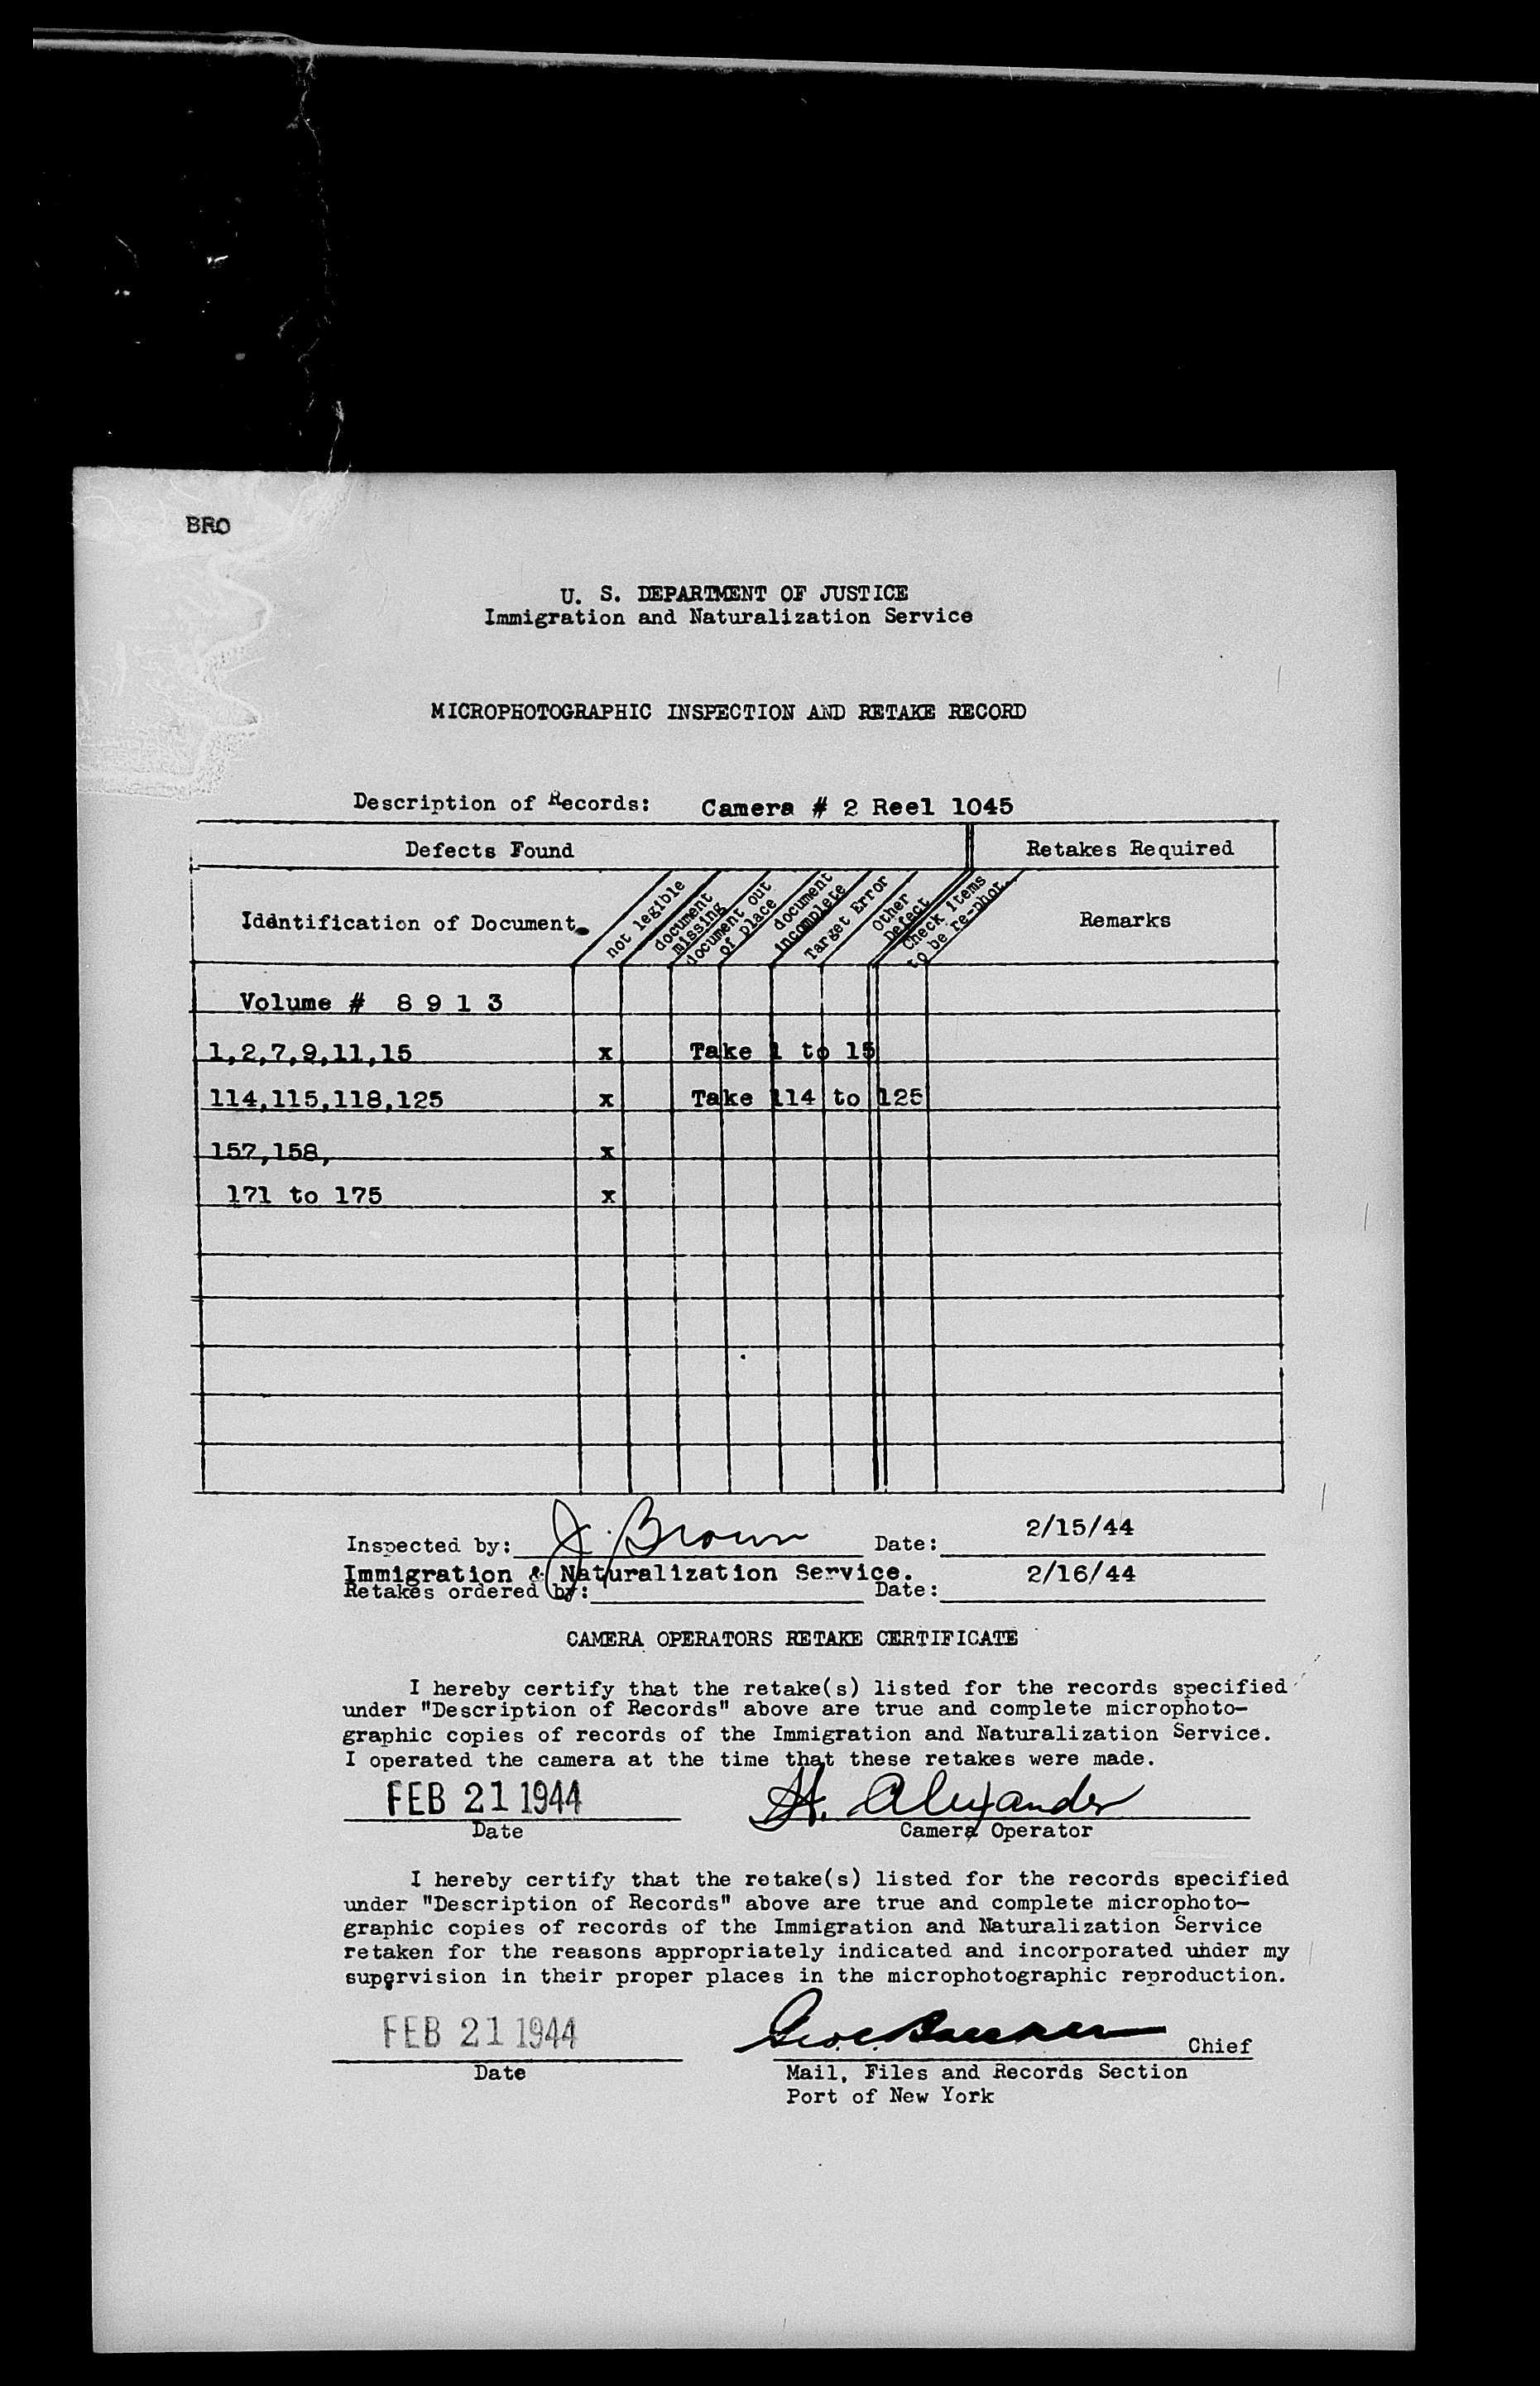 BRO
U. S. DEPARTMENT OF JUSTICE
Immigration and Naturalization Service
MICROPHOTOGRAPHIC INSPECTION AND RETAKE RECORD
Description of Records: Camera # 2 Reel 1045
Defects Found Retakes Required
Identification of Document
not legible
document missing
document out of place
document incomplete
Target Error
Other Defect
Check items to be re-phot.
Remarks
Volume # 8 9 1 3
1,2,7,9,11,15 x Take 1 to 15
114,115,118,125 x Take 114 to 125
157,158, x
171 to 175 x
Inspected by: J. Brown Date: 2/15/44
Immigration & Naturalization Service. 2/16/44
Retakes ordered by: Date:
CAMERA OPERATORS RETAKE CERTIFICATE
I hereby certify that the retake(s) listed for the records specified
under "Description of Records" above are true and complete microphoto-
graphic copies of records of the Immigration and Naturalization Service.
I operated the camera at the time that these retakes were made.
FEB 21 1944 H. Alexander
Date Camera Operator
I hereby certify that the retake(s) listed for the records specified
under "Description of Records" above are true and complete microphoto-
graphic copies of records of the Immigration and Naturalization Service
retaken for the reasons appropriately indicated and incorporated under my
supervision in their proper places in the microphotographic reproduction.
FEB 21 1944 Chief
Date Mail, Files and Records Section
Port of New York